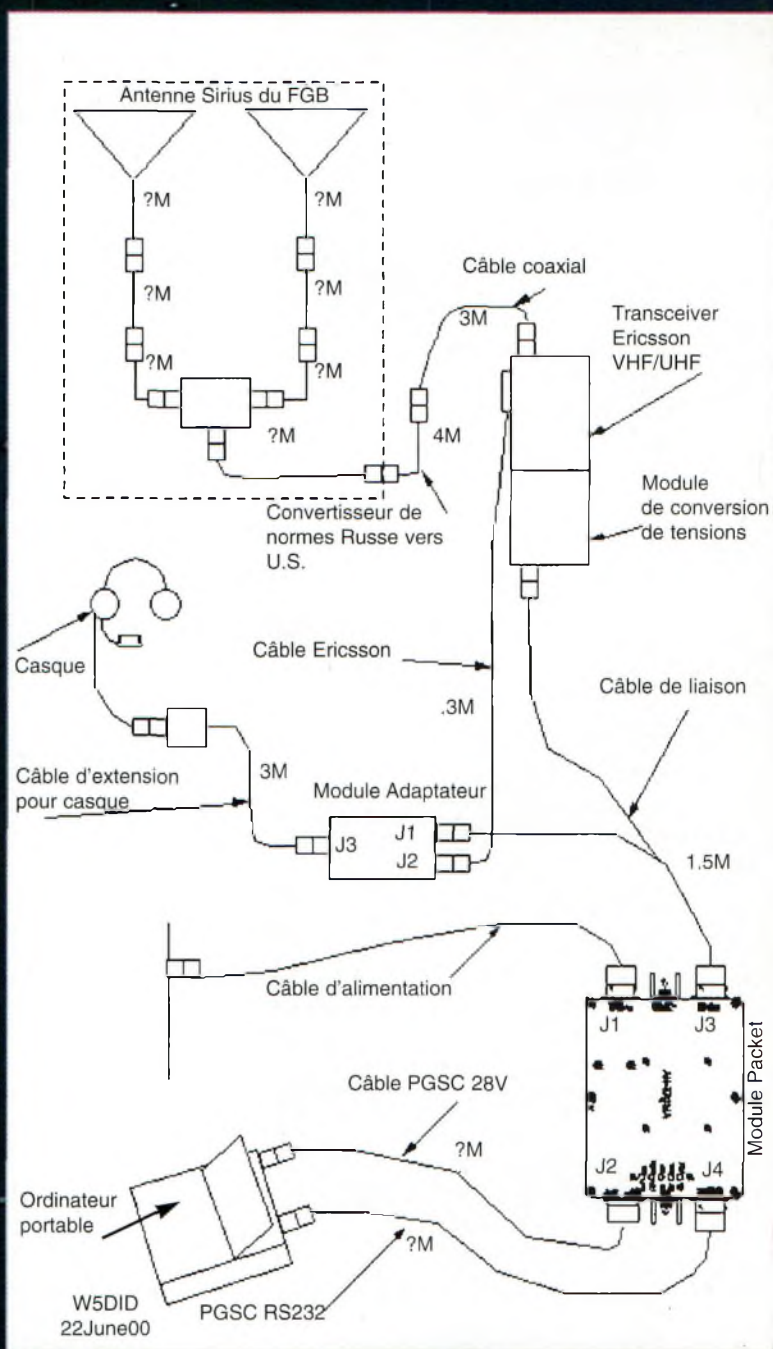 Antenne Sirius du FGB
?M
?M
?M
?M
?M
?M
?M
Câble coaxial
3M
Transceiver
Ericsson
VHF/UHF
4M
Module
de conversion
de tensions
Convertisseur de
normes Russe vers
U.S.
Casque
Câble Ericsson
.3M
Câble de liaison
Câble d'extension
pour casque
3M
Module Adaptateur
J3
J1
J2
1.5M
Câble d'alimentation
J1
J3
Module Packet
J2
J4
Câble PGSC 28V
?M
Ordinateur
portable
?M
W5DID
22June00
PGSC RS232